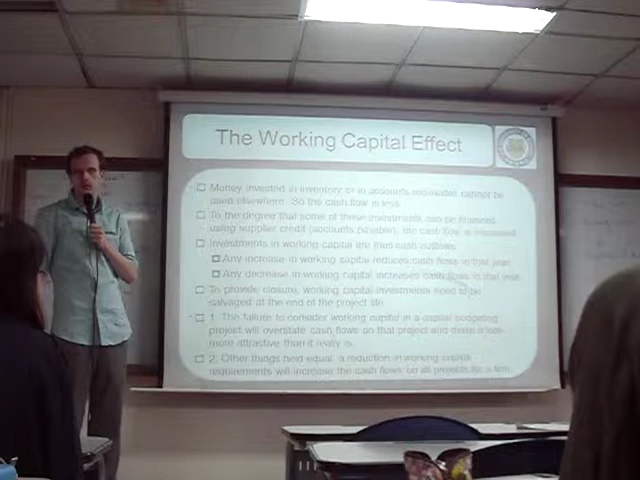 The Working Capital Effect
Money invested in inventory or in accounts receivable cannot be
used elsewhere. So the cash flow is less.
To the degree that some of these investments can be financed
using supplier credit (accounts payable), the cash flow is increased.
Investments in working capital are thus cash outflows
Any increase in working capital reduces cash flows in that year
Any decrease in working capital increases cash flows in that year
To provide closure, working capital investments need to be
salvaged at the end of the project life.
1. The failure to consider working capital in a capital budgeting
project will overstate cash flows on that project and make it look
more attractive than it really is.
2. Other things held equal, a reduction in working capital
requirements will increase the cash flows on all projects for a firm.